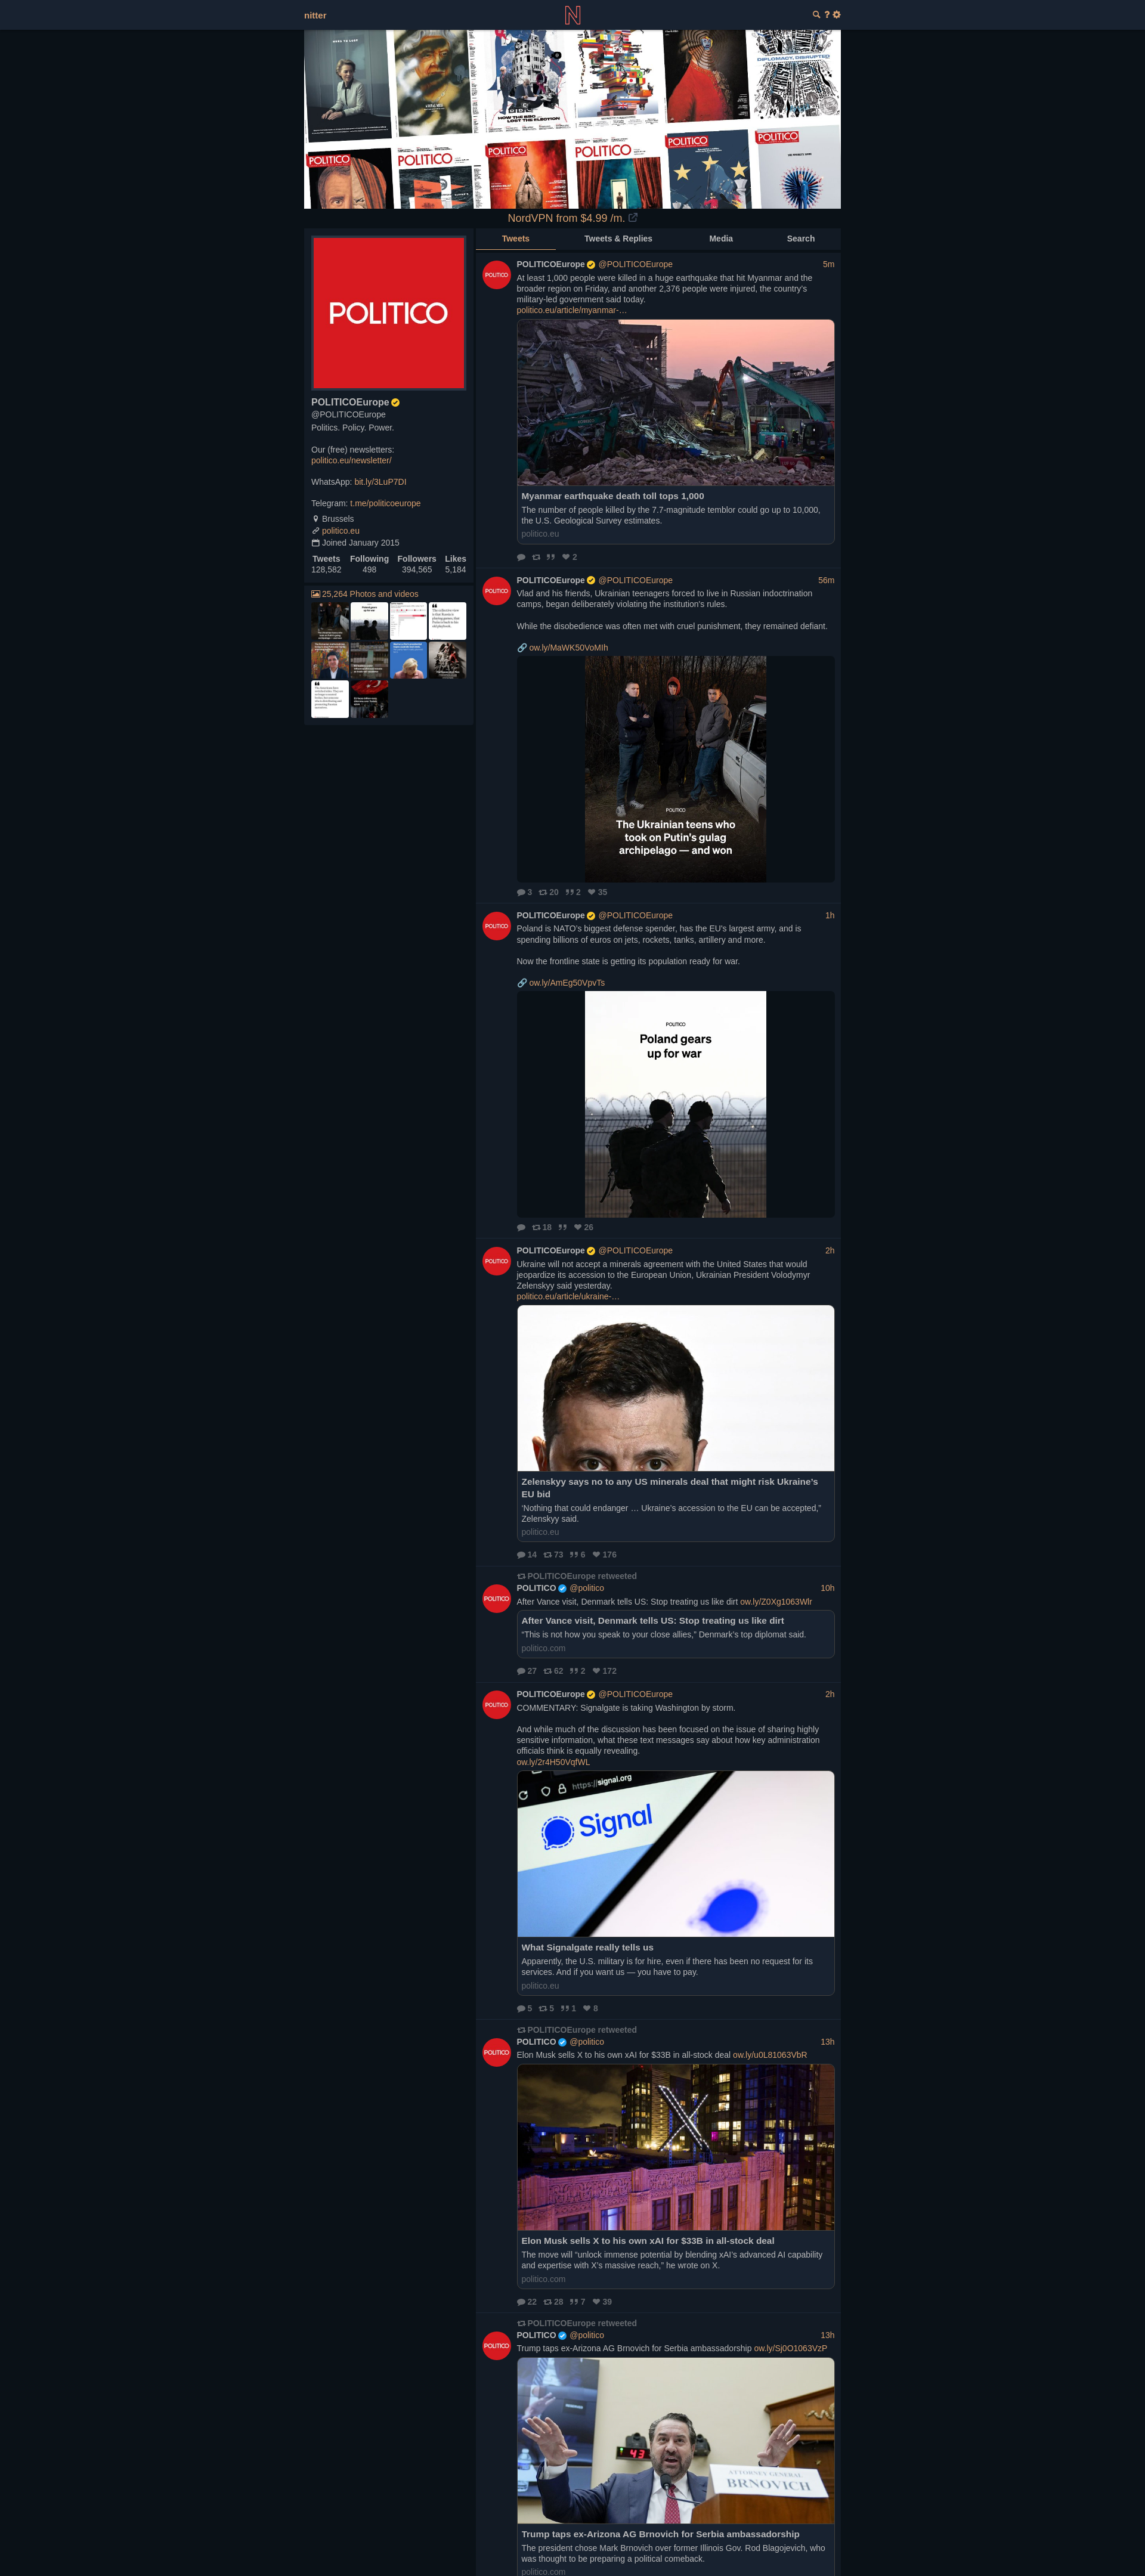 nitter
N
?
HOW THE BBC
LOST THE ELECTION
DIPLOMACY, DISRUPTED
POLITICO
POLITICO
POLITICO
POLITICO
POLITICO
POLITICO
NordVPN from $4.99 /m.
POLITICO
POLITICOEurope
@POLITICOEurope
Politics. Policy. Power.
Our (free) newsletters:
politico.eu/newsletter/
WhatsApp: bit.ly/3LuP7DI
Telegram: t.me/politicoeurope
Brussels
politico.eu
Joined January 2015
Tweets Following Followers Likes
128,582 498 394,565 5,184
25,264 Photos and videos
Tweets Tweets & Replies Media Search
POLITICO
POLITICOEurope @POLITICOEurope 5m
At least 1,000 people were killed in a huge earthquake that hit Myanmar and the
broader region on Friday, and another 2,376 people were injured, the country's
military-led government said today.
politico.eu/article/myanmar-…
Myanmar earthquake death toll tops 1,000
The number of people killed by the 7.7-magnitude temblor could go up to 10,000,
the U.S. Geological Survey estimates.
politico.eu
2
POLITICO
POLITICOEurope @POLITICOEurope 56m
Vlad and his friends, Ukrainian teenagers forced to live in Russian indoctrination
camps, began deliberately violating the institution's rules.
While the disobedience was often met with cruel punishment, they remained defiant.
🔗 ow.ly/MaWK50VoMIh
POLITICO
The Ukrainian teens who
took on Putin's gulag
archipelago — and won
3 20 2 35
POLITICO
POLITICOEurope @POLITICOEurope 1h
Poland is NATO's biggest defense spender, has the EU's largest army, and is
spending billions of euros on jets, rockets, tanks, artillery and more.
Now the frontline state is getting its population ready for war.
🔗 ow.ly/AmEg50VpvTs
POLITICO
Poland gears
up for war
18 26
POLITICO
POLITICOEurope @POLITICOEurope 2h
Ukraine will not accept a minerals agreement with the United States that would
jeopardize its accession to the European Union, Ukrainian President Volodymyr
Zelenskyy said yesterday.
politico.eu/article/ukraine-…
Zelenskyy says no to any US minerals deal that might risk Ukraine's
EU bid
'Nothing that could endanger … Ukraine's accession to the EU can be accepted,"
Zelenskyy said.
politico.eu
14 73 6 176
POLITICOEurope retweeted
POLITICO
POLITICO @politico 10h
After Vance visit, Denmark tells US: Stop treating us like dirt ow.ly/Z0Xg1063Wlr
After Vance visit, Denmark tells US: Stop treating us like dirt
"This is not how you speak to your close allies," Denmark's top diplomat said.
politico.com
27 62 2 172
POLITICO
POLITICOEurope @POLITICOEurope 2h
COMMENTARY: Signalgate is taking Washington by storm.
And while much of the discussion has been focused on the issue of sharing highly
sensitive information, what these text messages say about how key administration
officials think is equally revealing.
ow.ly/2r4H50VqfWL
https://signal.org
Signal
What Signalgate really tells us
Apparently, the U.S. military is for hire, even if there has been no request for its
services. And if you want us — you have to pay.
politico.eu
5 5 1 8
POLITICOEurope retweeted
POLITICO
POLITICO @politico 13h
Elon Musk sells X to his own xAI for $33B in all-stock deal ow.ly/u0L81063VbR
X
Elon Musk sells X to his own xAI for $33B in all-stock deal
The move will "unlock immense potential by blending xAI's advanced AI capability
and expertise with X's massive reach," he wrote on X.
politico.com
22 28 7 39
POLITICOEurope retweeted
POLITICO
POLITICO @politico 13h
Trump taps ex-Arizona AG Brnovich for Serbia ambassadorship ow.ly/Sj0O1063VzP
43
ATTORNEY GENERAL
BRNOVICH
Trump taps ex-Arizona AG Brnovich for Serbia ambassadorship
The president chose Mark Brnovich over former Illinois Gov. Rod Blagojevich, who
was thought to be preparing a political comeback.
politico.com